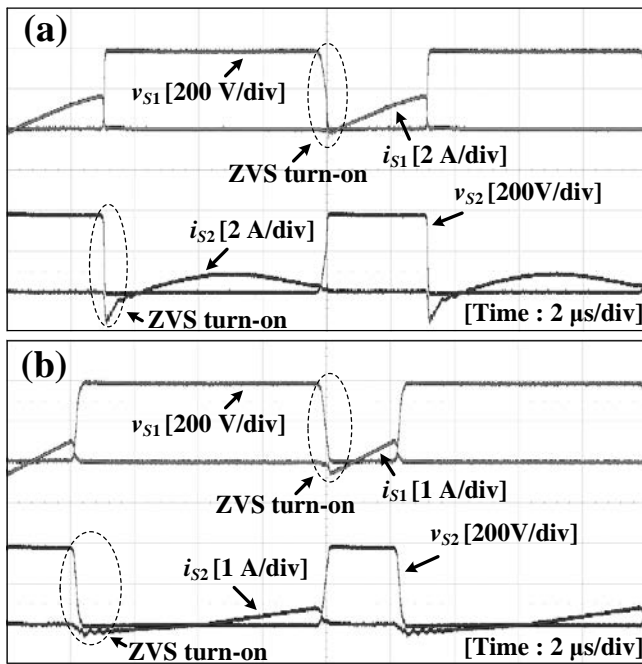 (a)
vS1 [200 V/div]
iS1 [2 A/div]
ZVS turn-on
vS2 [200V/div]
iS2 [2 A/div]
ZVS turn-on
[Time : 2 μs/div]
(b)
vS1 [200 V/div]
iS1 [1 A/div]
ZVS turn-on
vS2 [200V/div]
iS2 [1 A/div]
ZVS turn-on
[Time : 2 μs/div]